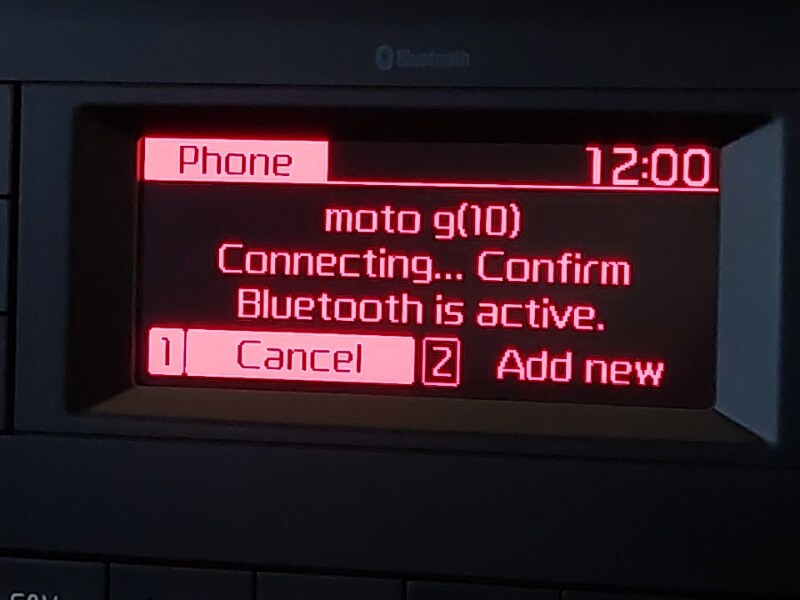 Bluetooth
Phone 12:00
moto g(10)
Connecting... Confirm
Bluetooth is active.
1 Cancel 2 Add new